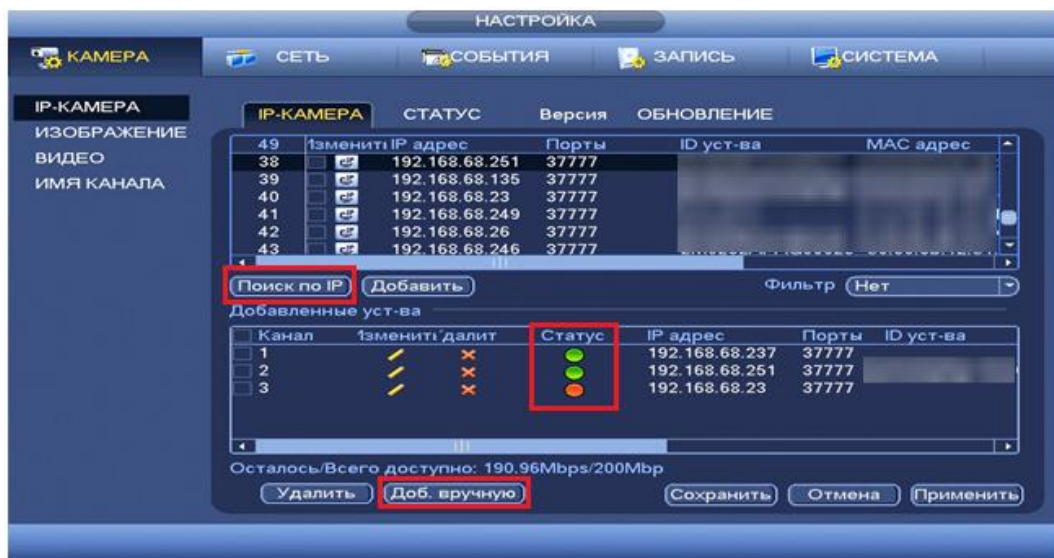 НАСТРОЙКА
КАМЕРА СЕТЬ СОБЫТИЯ ЗАПИСЬ СИСТЕМА
IP-КАМЕРА
ИЗОБРАЖЕНИЕ
ВИДЕО
ИМЯ КАНАЛА
IP-КАМЕРА СТАТУС Версия ОБНОВЛЕНИЕ
49 Изменить IP адрес Порты ID уст-ва MAC адрес
38 192.168.68.251 37777
39 192.168.68.135 37777
40 192.168.68.23 37777
41 192.168.68.249 37777
42 192.168.68.26 37777
43 192.168.68.246 37777
Поиск по IP Добавить Фильтр Нет
Добавленные уст-ва
Канал Статус IP адрес Порты ID уст-ва
1 192.168.68.237 37777
2 192.168.68.251 37777
3 192.168.68.23 37777
Осталось/Всего доступно: 190.96Mbps/200Mbp
Удалить Доб. вручную Сохранить Отмена Применить